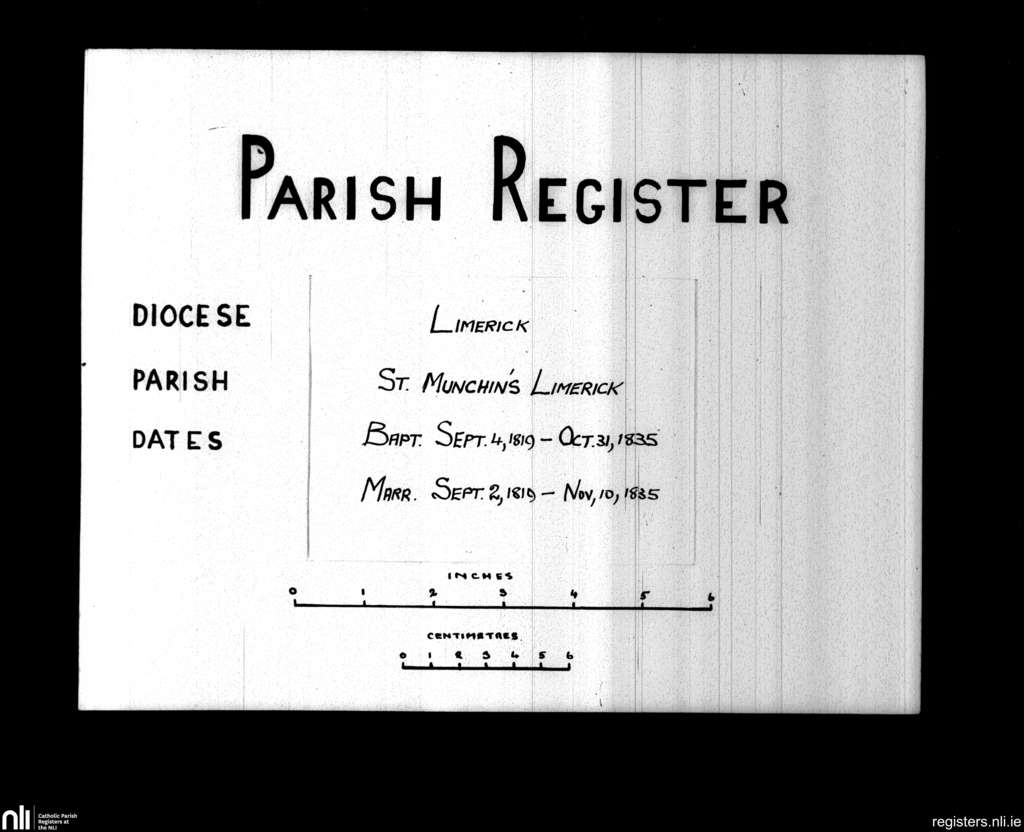 PARISH REGISTER
DIOCESE LIMERICK
PARISH ST. MUNCHIN'S LIMERICK
DATES BAPT. SEPT. 4, 1819 – OCT. 31, 1835
MARR. SEPT. 2, 1819 – NOV, 10, 1835
INCHES
0 1 2 3 4 5 6
CENTIMETRES
0 1 2 3 4 5 6
nli Catholic Parish
Registers at
the NLI
registers.nli.ie